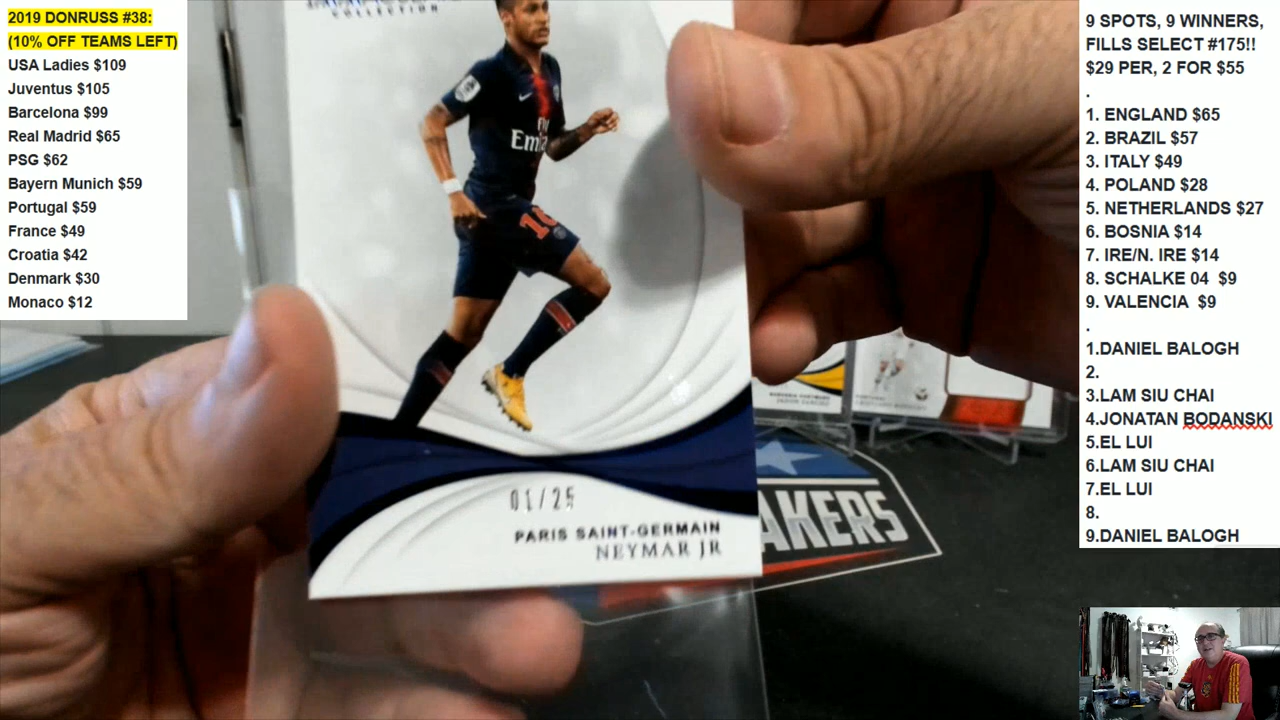 2019 DONRUSS #38:
(10% OFF TEAMS LEFT)
USA Ladies $109
Juventus $105
Barcelona $99
Real Madrid $65
PSG $62
Bayern Munich $59
Portugal $59
France $49
Croatia $42
Denmark $30
Monaco $12
COLLECTION
Fly
Emir
10
01/25
PARIS SAINT-GERMAIN
NEYMAR JR
AKERS
9 SPOTS, 9 WINNERS,
FILLS SELECT #175!!
$29 PER, 2 FOR $55
.
1. ENGLAND $65
2. BRAZIL $57
3. ITALY $49
4. POLAND $28
5. NETHERLANDS $27
6. BOSNIA $14
7. IRE/N. IRE $14
8. SCHALKE 04 $9
9. VALENCIA $9
.
1.DANIEL BALOGH
2.
3.LAM SIU CHAI
4.JONATAN BODANSKI
5.EL LUI
6.LAM SIU CHAI
7.EL LUI
8.
9.DANIEL BALOGH